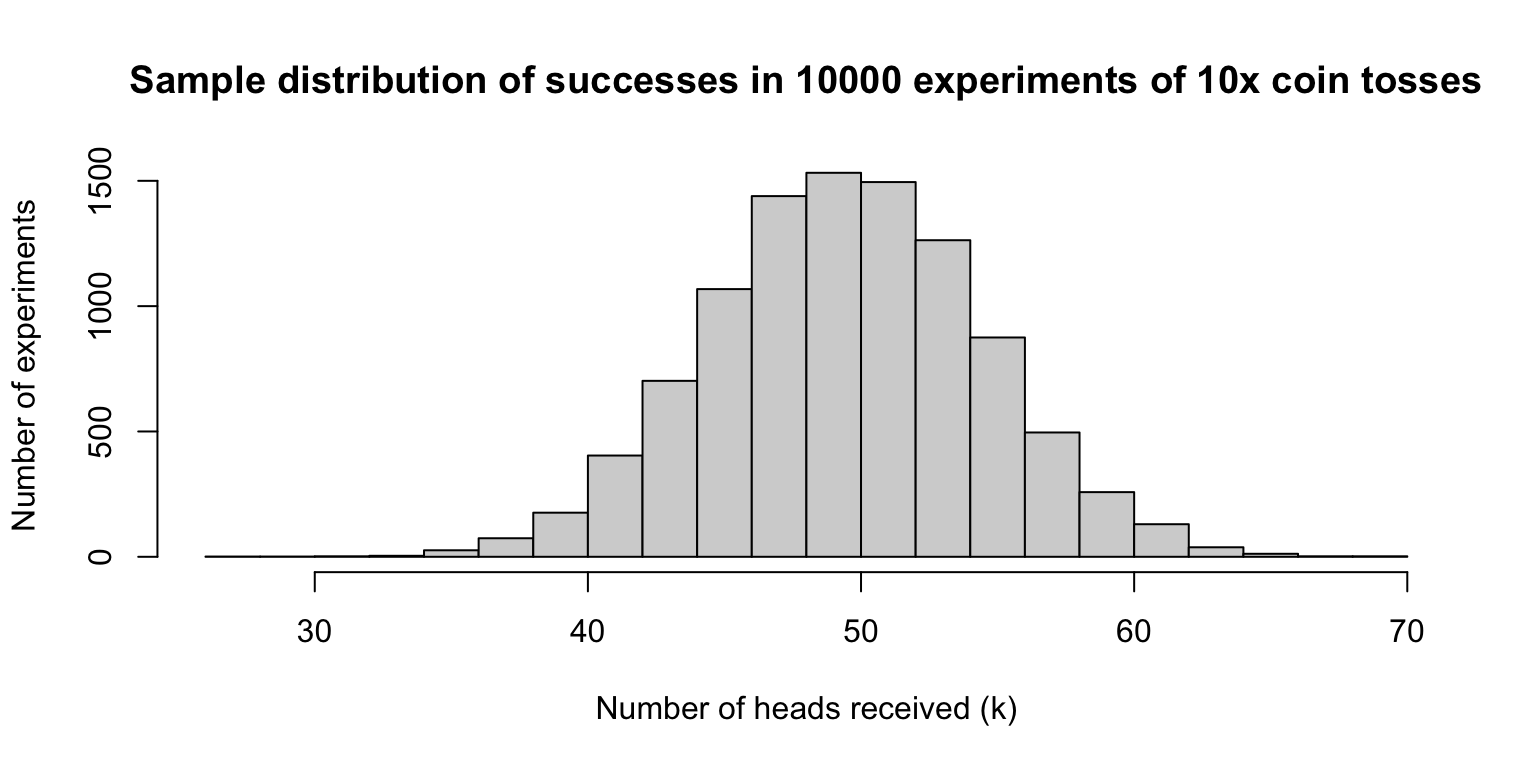 Sample distribution of successes in 10000 experiments of 10x coin tosses
Number of experiments
1500
1000
500
0
30 40 50 60 70
Number of heads received (k)